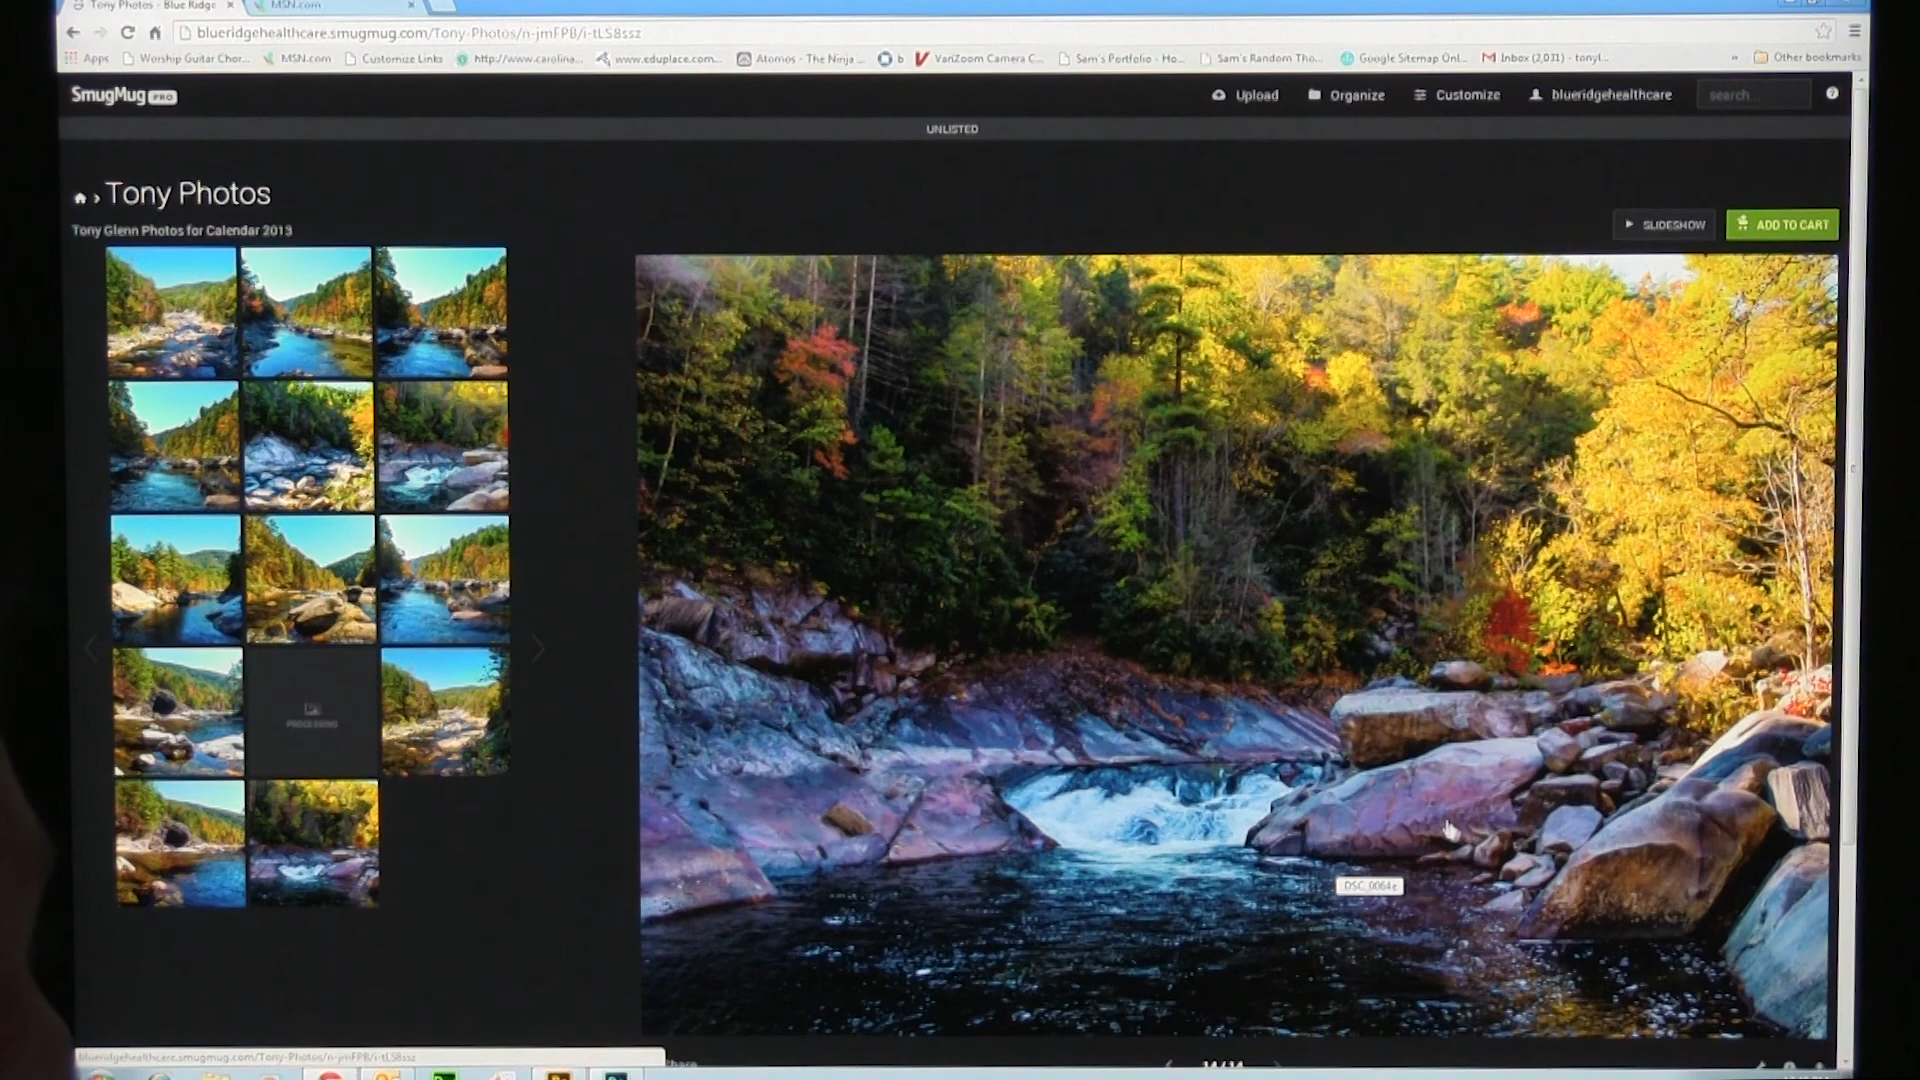 Tony Photos - Blue Ridge
MSN.com
blueridgehealthcare.smugmug.com/Tony-Photos/n-jmFPB/i-tLS8ssz
Apps Worship Guitar Chor... MSN.com Customize Links http://www.carolina... www.eduplace.com... Atomos - The Ninja ... b VariZoom Camera C... Sam's Portfolio - Ho... Sam's Random Tho... Google Sitemap Onl... Inbox (2,031) - tonyl... » Other bookmarks
SmugMug PRO Upload Organize Customize blueridgehealthcare search...
UNLISTED
Tony Photos
Tony Glenn Photos for Calendar 2013
SLIDESHOW ADD TO CART
PROCESSING
DSC_0064e
blueridgehealthcare.smugmug.com/Tony-Photos/n-jmFPB/i-tLS8ssz
14/14